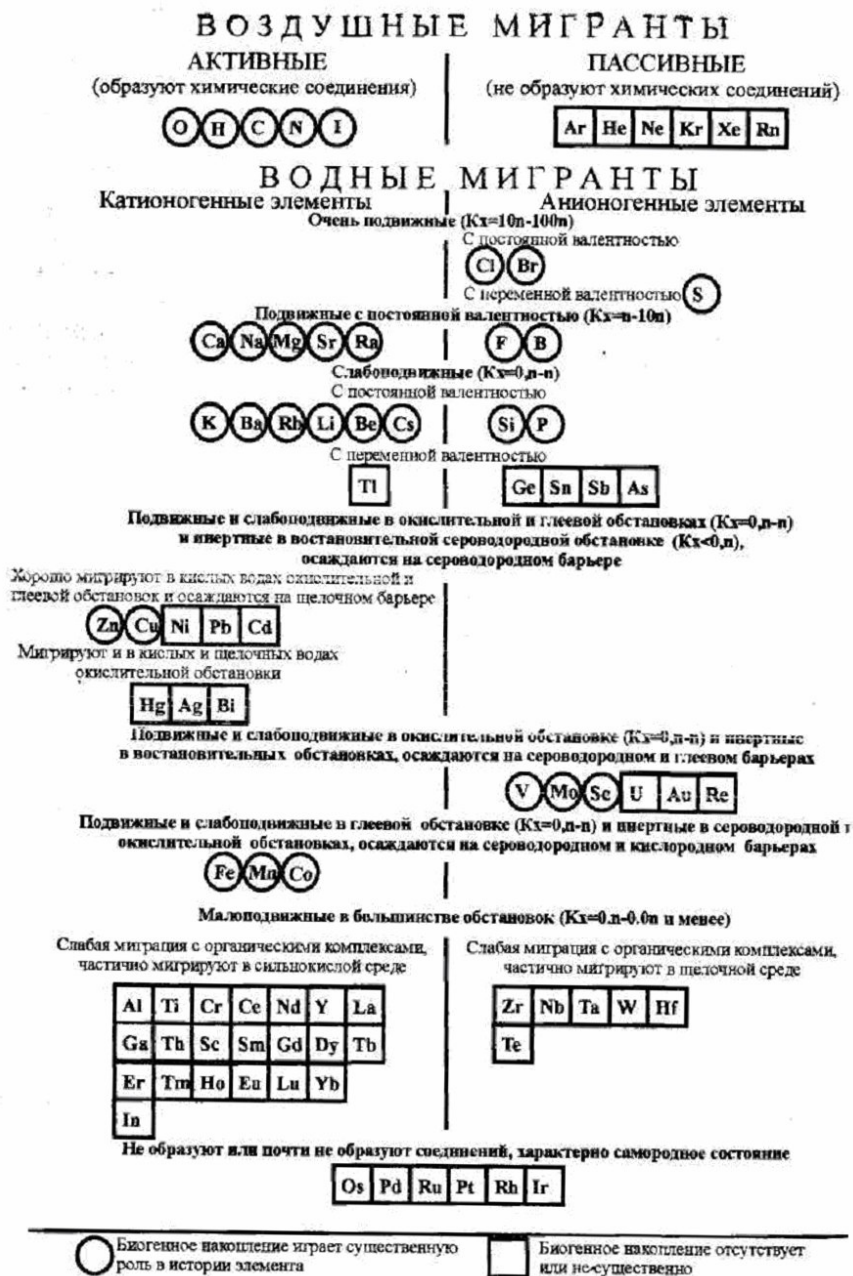 ВОЗДУШНЫЕ МИГРАНТЫ
АКТИВНЫЕ
(образуют химические соединения)
O H C N I
ПАССИВНЫЕ
(не образуют химических соединений)
Ar He Ne Kr Xe Rn
ВОДНЫЕ МИГРАНТЫ
Катионогенные элементы
Анионогенные элементы
Очень подвижные (Kx=10n-100n)
С постоянной валентностью
Cl Br
С переменной валентностью S
Подвижные с постоянной валентностью (Kx=n-10n)
Ca Na Mg Sr Ra
F B
Слабоподвижные (Kx=0,n-n)
С постоянной валентностью
K Ba Rb Li Be Cs
Si P
С переменной валентностью
Tl
Ge Sn Sb As
Подвижные и слабоподвижные в окислительной и глеевой обстановках (Kx=0,n-n)
и инертные в востановительной сероводородной обстановке (Kx<0,n),
осаждаются на сероводородном барьере
Хорошо мигрируют в кислых водах окислительной и
глеевой обстановок и осаждаются на щелочном барьере
Zn Cu Ni Pb Cd
Мигрируют и в кислых и щелочных водах
окислительной обстановки
Hg Ag Bi
Подвижные и слабоподвижные в окислительной обстановке (Kx=0,n-n) и инертные
в востановительных обстановках, осаждаются на сероводородном и глеевом барьерах
V Mo Se U Au Re
Подвижные и слабоподвижные в глеевой обстановке (Kx=0,n-n) и инертные в сероводородной
окислительной обстановках, осаждаются на сероводородном и кислородном барьерах
Fe Mn Co
Малоподвижные в большинстве обстановок (Kx=0.n-0.0n и менее)
Слабая миграция с органическими комплексами,
частично мигрируют в сильнокислой среде
Al Ti Cr Ce Nd Y La
Ga Th Sc Sm Gd Dy Tb
Er Tm Ho Eu Lu Yb
In
Слабая миграция с органическими комплексами,
частично мигрируют в щелочной среде
Zr Nb Ta W Hf
Te
Не образуют или почти не образуют соединений, характерно самородное состояние
Os Pd Ru Pt Rh Ir
Биогенное накопление играет существенную
роль в истории элемента
Биогенное накопление отсутствует
или несущественно